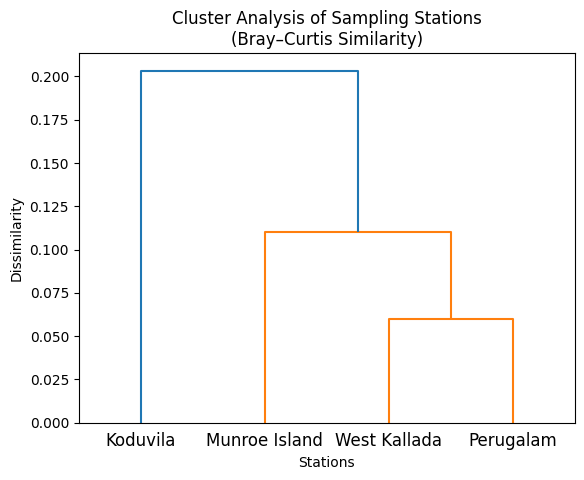 Cluster Analysis of Sampling Stations
(Bray–Curtis Similarity)
0.200
0.175
0.150
0.125
0.100
0.075
0.050
0.025
0.000
Dissimilarity
Koduvila Munroe Island West Kallada Perugalam
Stations